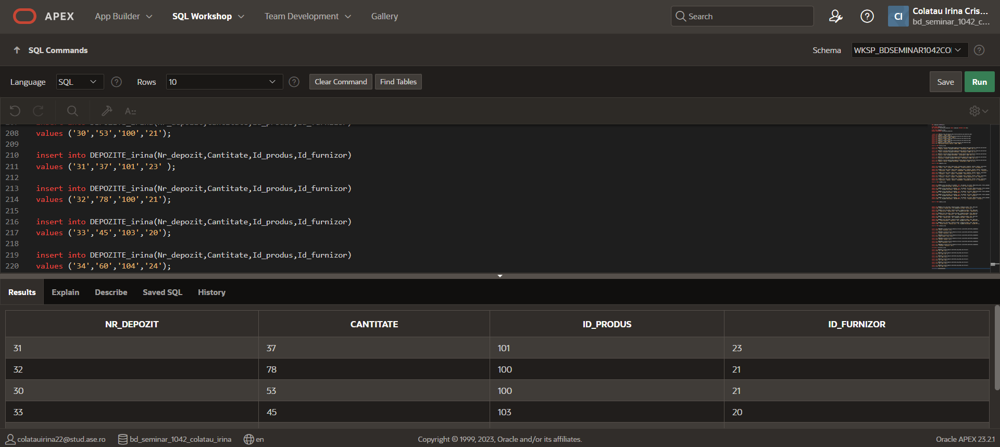 APEX App Builder SQL Workshop Team Development Gallery Search CI Colatau Irina Cris...
bd_seminar_1042_c...
SQL Commands Schema WKSP_BDSEMINAR1042CO
Language SQL Rows 10 Clear Command Find Tables Save Run
insert into DEPOZITE_irina(Nr_depozit,Cantitate,Id_produs,Id_furnizor)
208 values ('30','53','100','21');
209
210 insert into DEPOZITE_irina(Nr_depozit,Cantitate,Id_produs,Id_furnizor)
211 values ('31','37','101','23' );
212
213 insert into DEPOZITE_irina(Nr_depozit,Cantitate,Id_produs,Id_furnizor)
214 values ('32','78','100','21');
215
216 insert into DEPOZITE_irina(Nr_depozit,Cantitate,Id_produs,Id_furnizor)
217 values ('33','45','103','20');
218
219 insert into DEPOZITE_irina(Nr_depozit,Cantitate,Id_produs,Id_furnizor)
220 values ('34','60','104','24');
Results Explain Describe Saved SQL History
NR_DEPOZIT CANTITATE ID_PRODUS ID_FURNIZOR
31 37 101 23
32 78 100 21
30 53 100 21
33 45 103 20
colatauirina22@stud.ase.ro bd_seminar_1042_colatau_irina en Copyright © 1999, 2023, Oracle and/or its affiliates. Oracle APEX 23.2.1